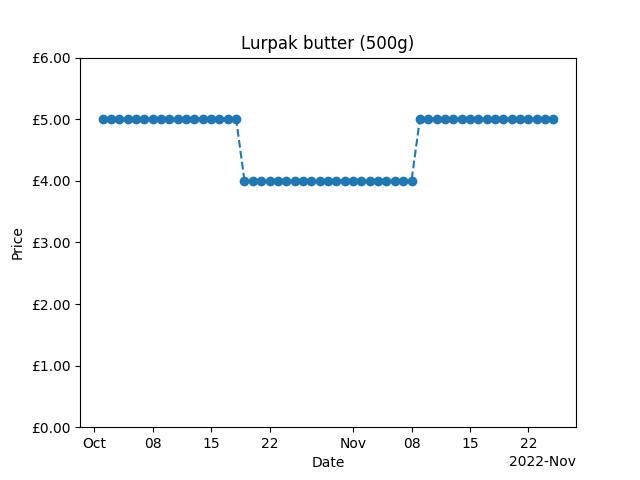 Lurpak butter (500g)
£6.00
£5.00
£4.00
£3.00
£2.00
£1.00
£0.00
Price
Oct 08 15 22 Nov 08 15 22
Date
2022-Nov